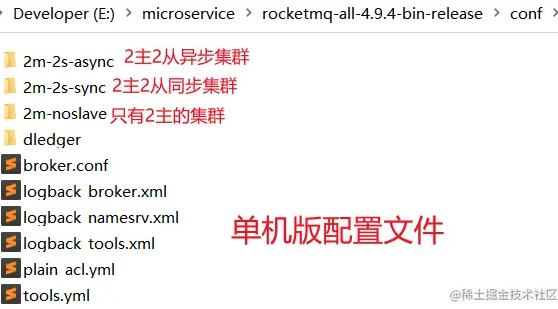 Developer (E:) > microservice > rocketmq-all-4.9.4-bin-release > conf >
2m-2s-async 2主2从异步集群
2m-2s-sync 2主2从同步集群
2m-noslave 只有2主的集群
dledger
broker.conf
logback_broker.xml
logback_namesrv.xml
logback_tools.xml
plain_acl.yml
tools.yml
单机版配置文件
@稀土掘金技术社区